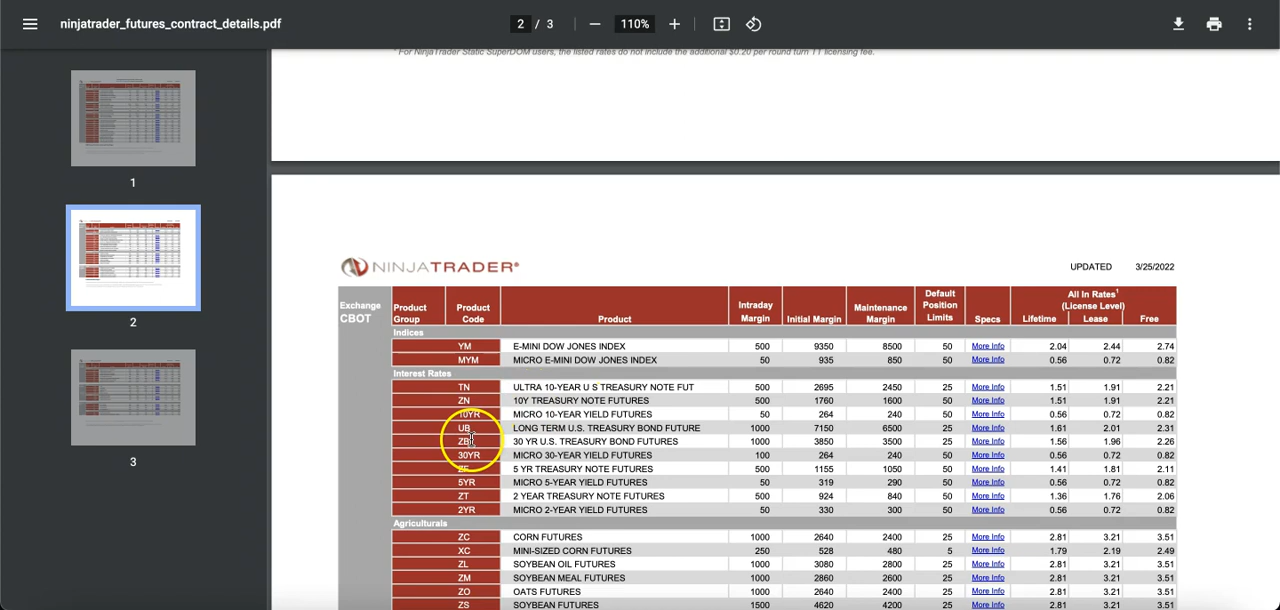 ninjatrader_futures_contract_details.pdf 2 / 3 110%
1
2
3
* For NinjaTrader Static SuperDOM users, the listed rates do not include the additional $0.20 per round turn TT licensing fee.
NINJATRADER® UPDATED 3/25/2022
Exchange CBOT Product Group Product Code Product Intraday Margin Initial Margin Maintenance Margin Default Position Limits Specs All In Rates¹ (License Level) Lifetime Lease Free
Indices
YM E-MINI DOW JONES INDEX 500 9350 8500 50 More Info 2.04 2.44 2.74
MYM MICRO E-MINI DOW JONES INDEX 50 935 850 50 More Info 0.56 0.72 0.82
Interest Rates
TN ULTRA 10-YEAR U S TREASURY NOTE FUT 500 2695 2450 25 More Info 1.51 1.91 2.21
ZN 10Y TREASURY NOTE FUTURES 500 1760 1600 25 More Info 1.51 1.91 2.21
10YR MICRO 10-YEAR YIELD FUTURES 50 264 240 50 More Info 0.56 0.72 0.82
UB LONG TERM U.S. TREASURY BOND FUTURE 1000 7150 6500 25 More Info 1.61 2.01 2.31
ZB 30 YR U.S. TREASURY BOND FUTURES 1000 3850 3500 25 More Info 1.56 1.96 2.26
30YR MICRO 30-YEAR YIELD FUTURES 100 264 240 50 More Info 0.56 0.72 0.82
ZF 5 YR TREASURY NOTE FUTURES 500 1155 1050 25 More Info 1.41 1.81 2.11
5YR MICRO 5-YEAR YIELD FUTURES 50 319 290 50 More Info 0.56 0.72 0.82
ZT 2 YEAR TREASURY NOTE FUTURES 500 924 840 25 More Info 1.36 1.76 2.06
2YR MICRO 2-YEAR YIELD FUTURES 50 330 300 50 More Info 0.56 0.72 0.82
Agriculturals
ZC CORN FUTURES 1000 2640 2400 25 More Info 2.81 3.21 3.51
XC MINI-SIZED CORN FUTURES 250 528 480 5 More Info 1.79 2.19 2.49
ZL SOYBEAN OIL FUTURES 1000 3080 2800 25 More Info 2.81 3.21 3.51
ZM SOYBEAN MEAL FUTURES 1000 2860 2600 25 More Info 2.81 3.21 3.51
ZO OATS FUTURES 1000 2640 2400 25 More Info 2.81 3.21 3.51
ZS SOYBEAN FUTURES 1500 4620 4200 25 More Info 2.81 3.21 3.51